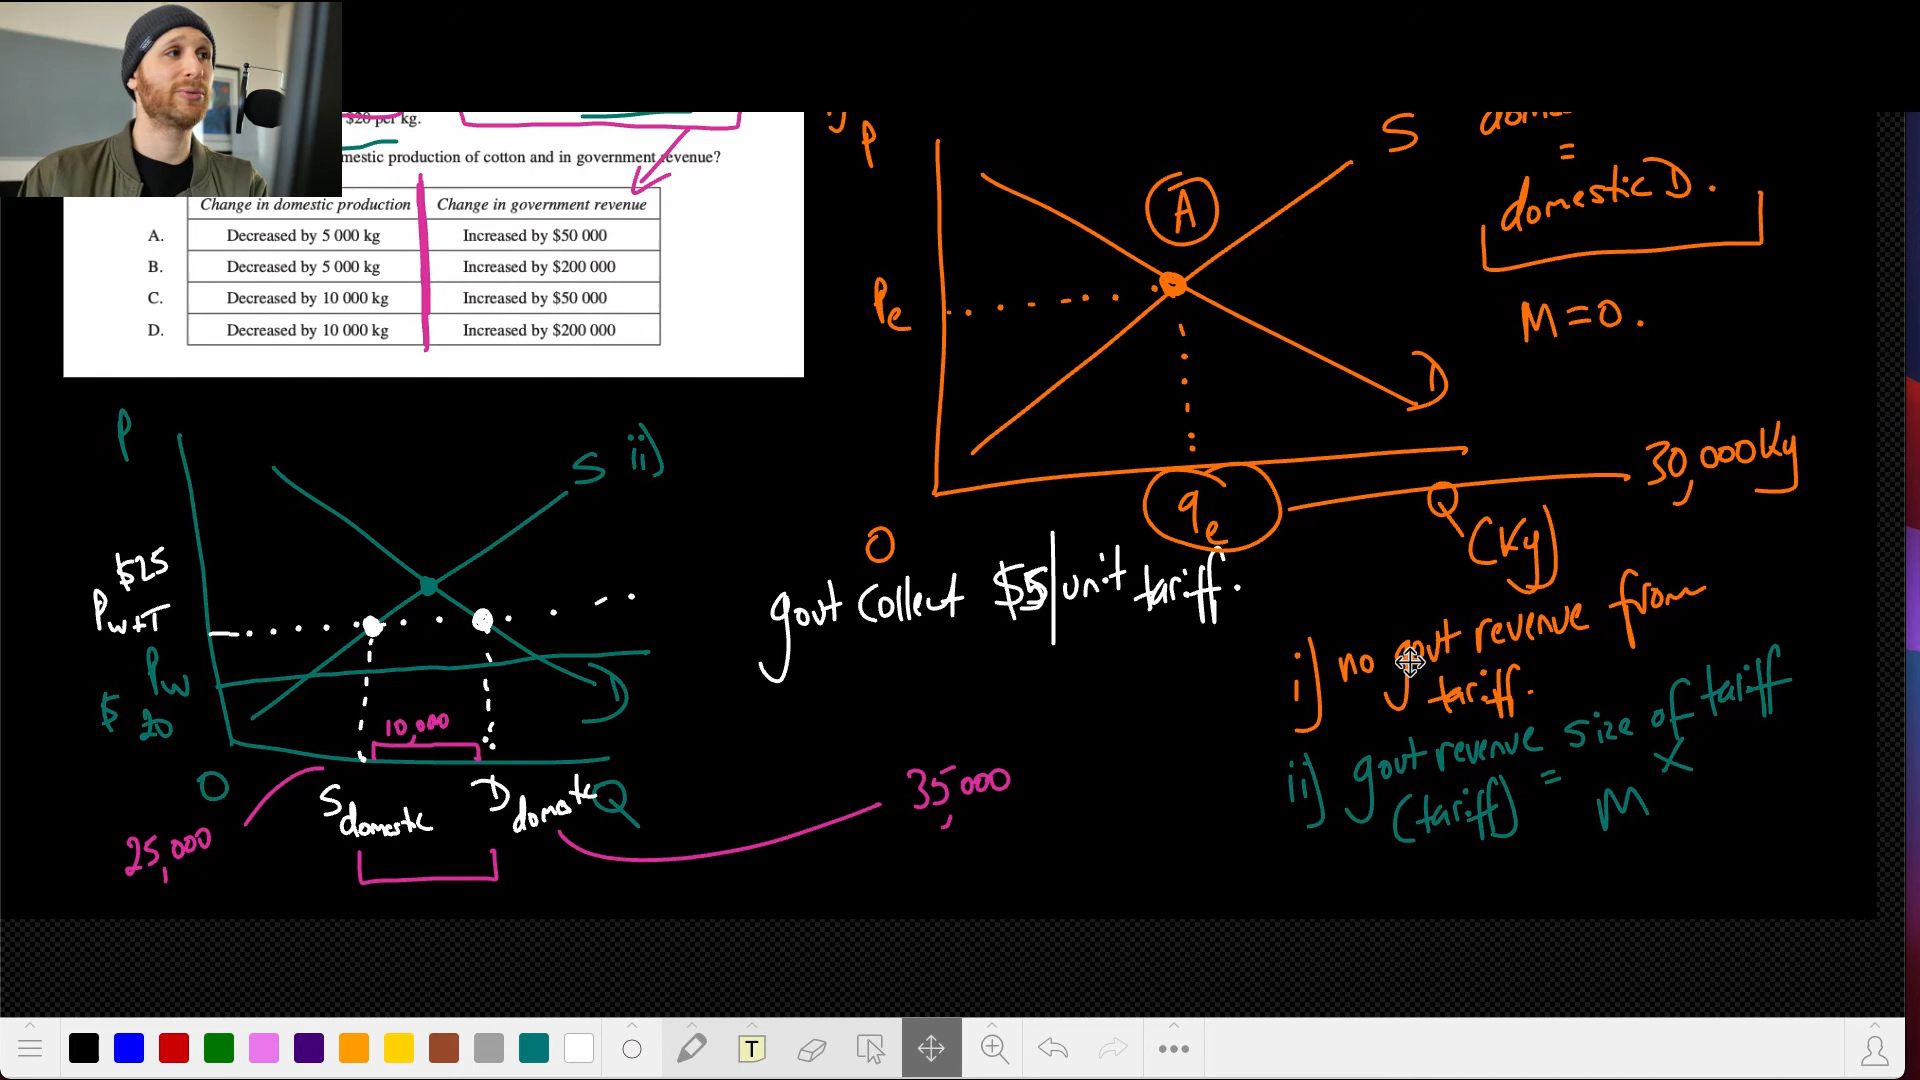 $20 per kg.
mestic production of cotton and in government revenue?
Change in domestic production Change in government revenue
A. Decreased by 5 000 kg Increased by $50 000
B. Decreased by 5 000 kg Increased by $200 000
C. Decreased by 10 000 kg Increased by $50 000
D. Decreased by 10 000 kg Increased by $200 000
P
S
A
=
domestic D.
Pe
M=0.
D
30,000Kg
qe
Q
(Kg)
O
P
S ii)
$25
Pw+T
Pw
$ 20
D
10,000
O
S domestic
D domestic
Q
25,000
35,000
govt collect $5/unit tariff.
i) no govt revenue from
tariff.
ii) govt revenue = size of tariff
(tariff) x
M
T